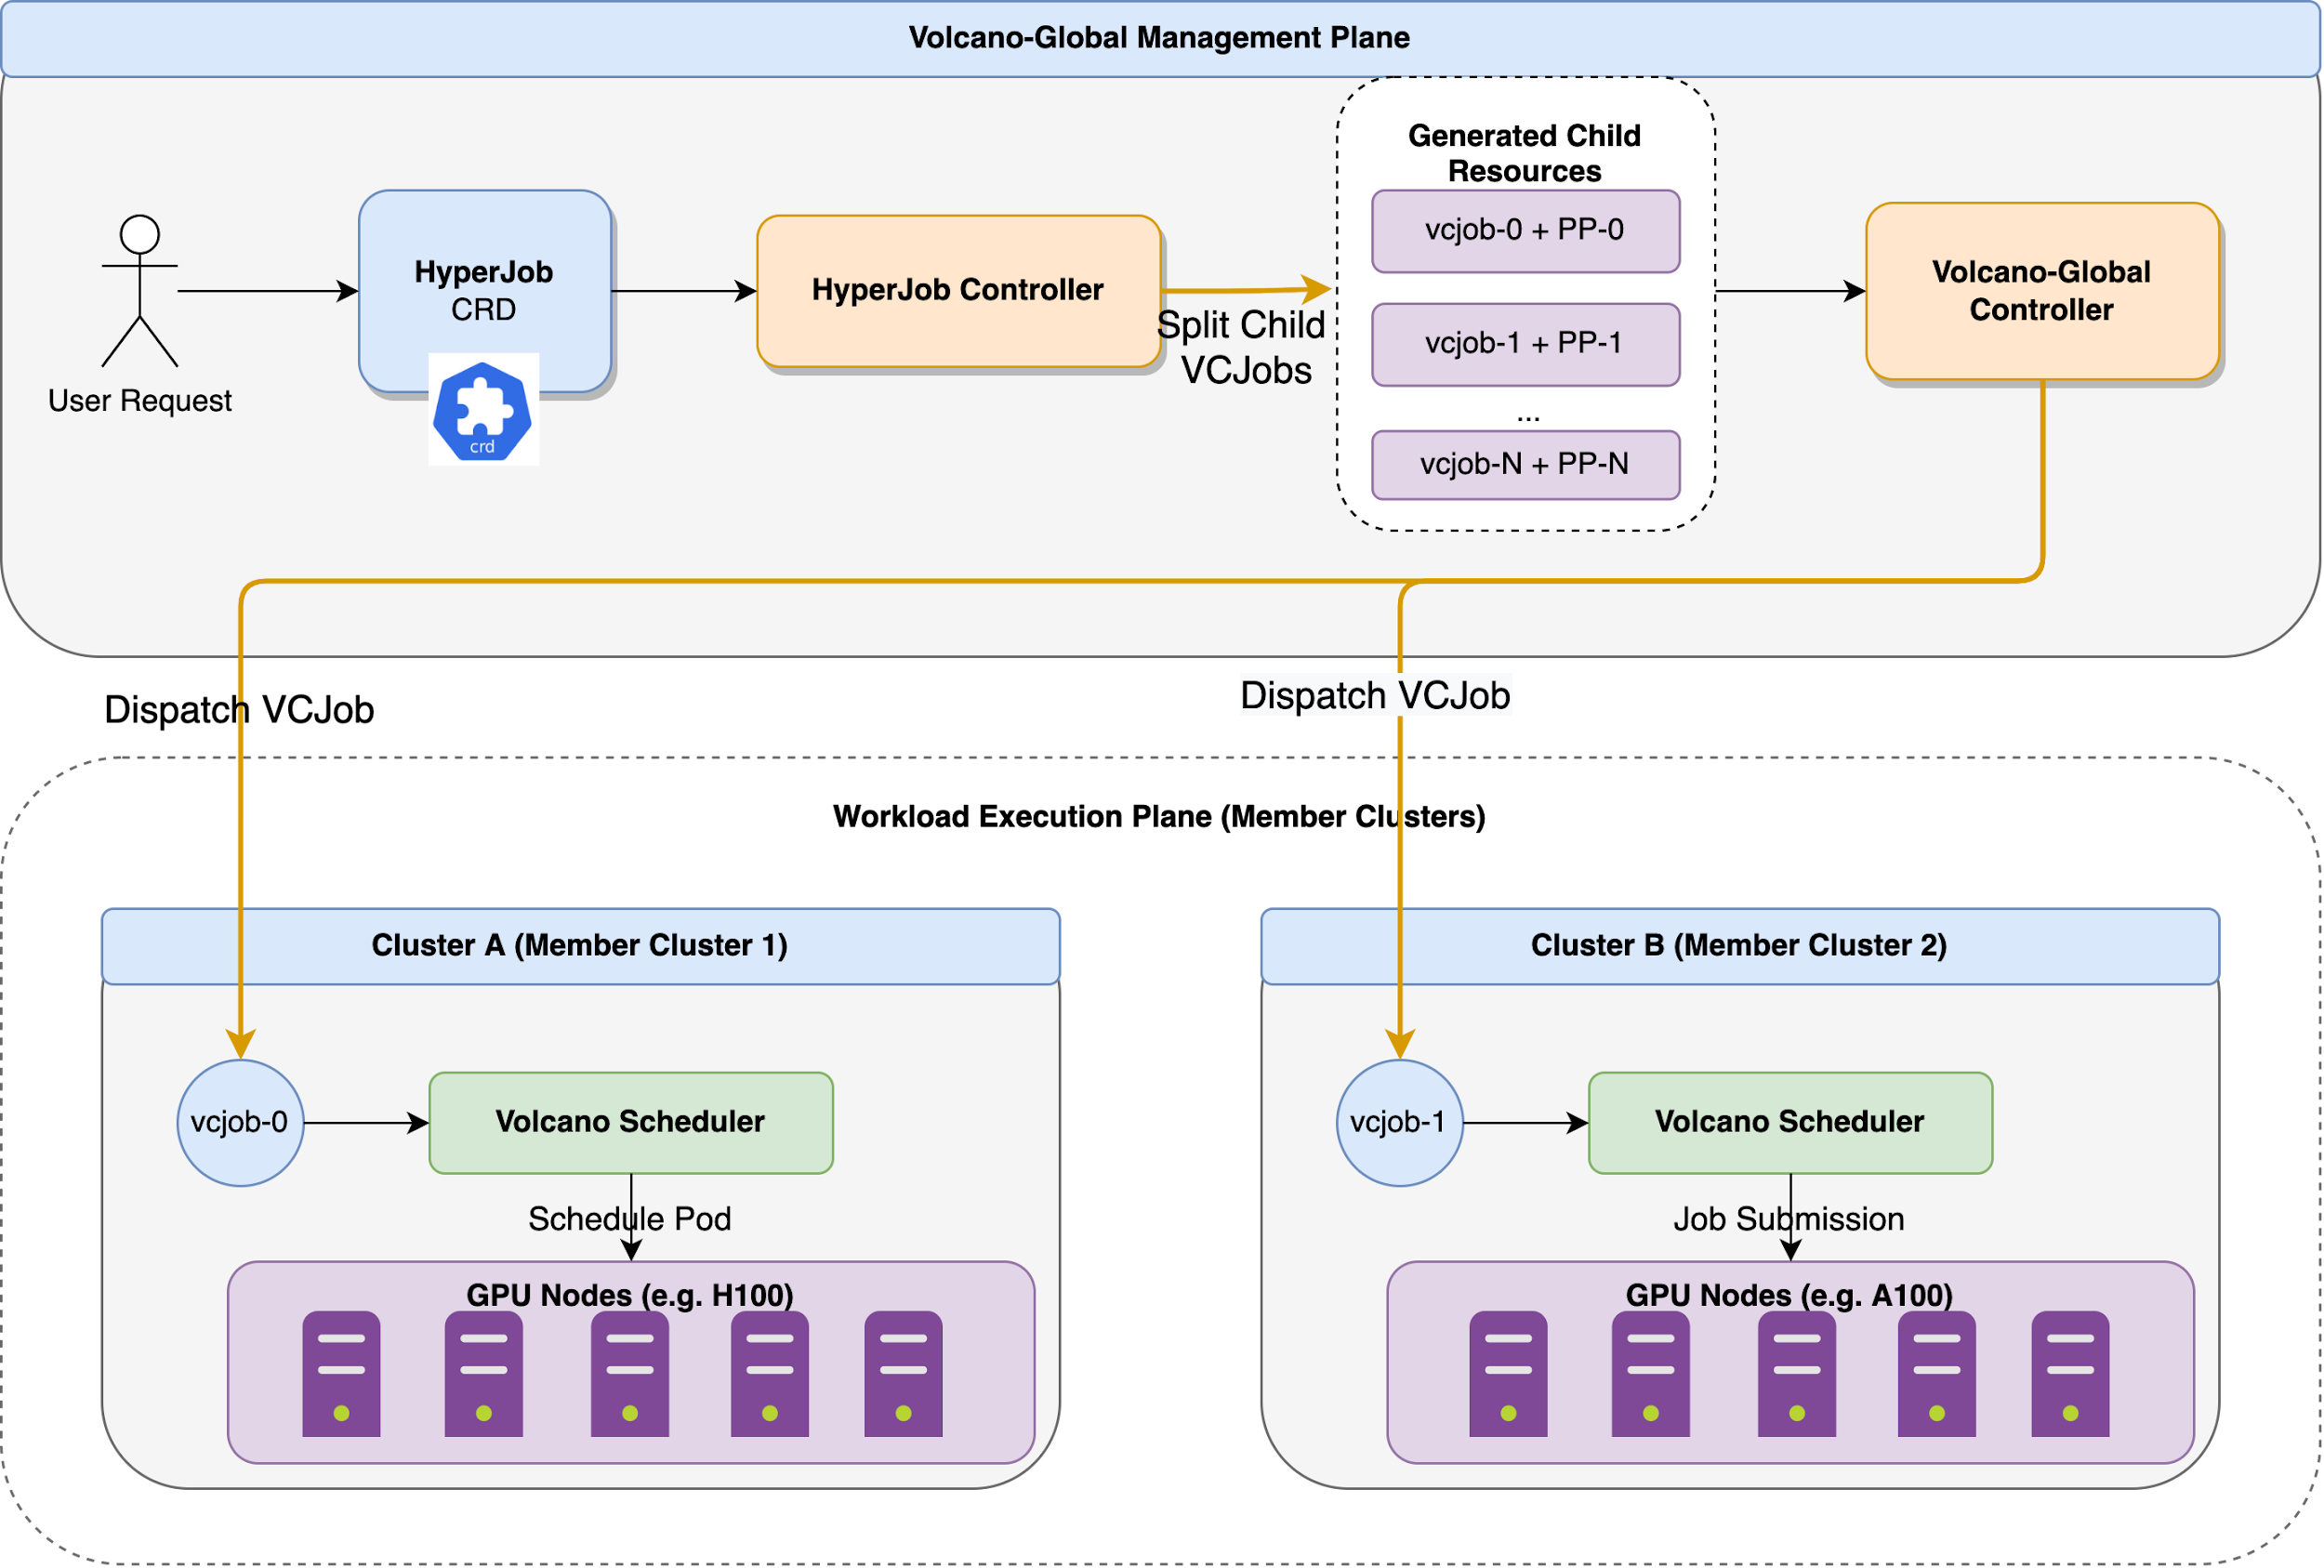 Volcano-Global Management Plane
Generated Child
Resources
vcjob-0 + PP-0
vcjob-1 + PP-1
...
vcjob-N + PP-N
User Request
HyperJob
CRD
crd
HyperJob Controller
Split Child
VCJobs
Volcano-Global
Controller
Dispatch VCJob
Dispatch VCJob
Workload Execution Plane (Member Clusters)
Cluster A (Member Cluster 1)
vcjob-0
Volcano Scheduler
Schedule Pod
GPU Nodes (e.g. H100)
Cluster B (Member Cluster 2)
vcjob-1
Volcano Scheduler
Job Submission
GPU Nodes (e.g. A100)